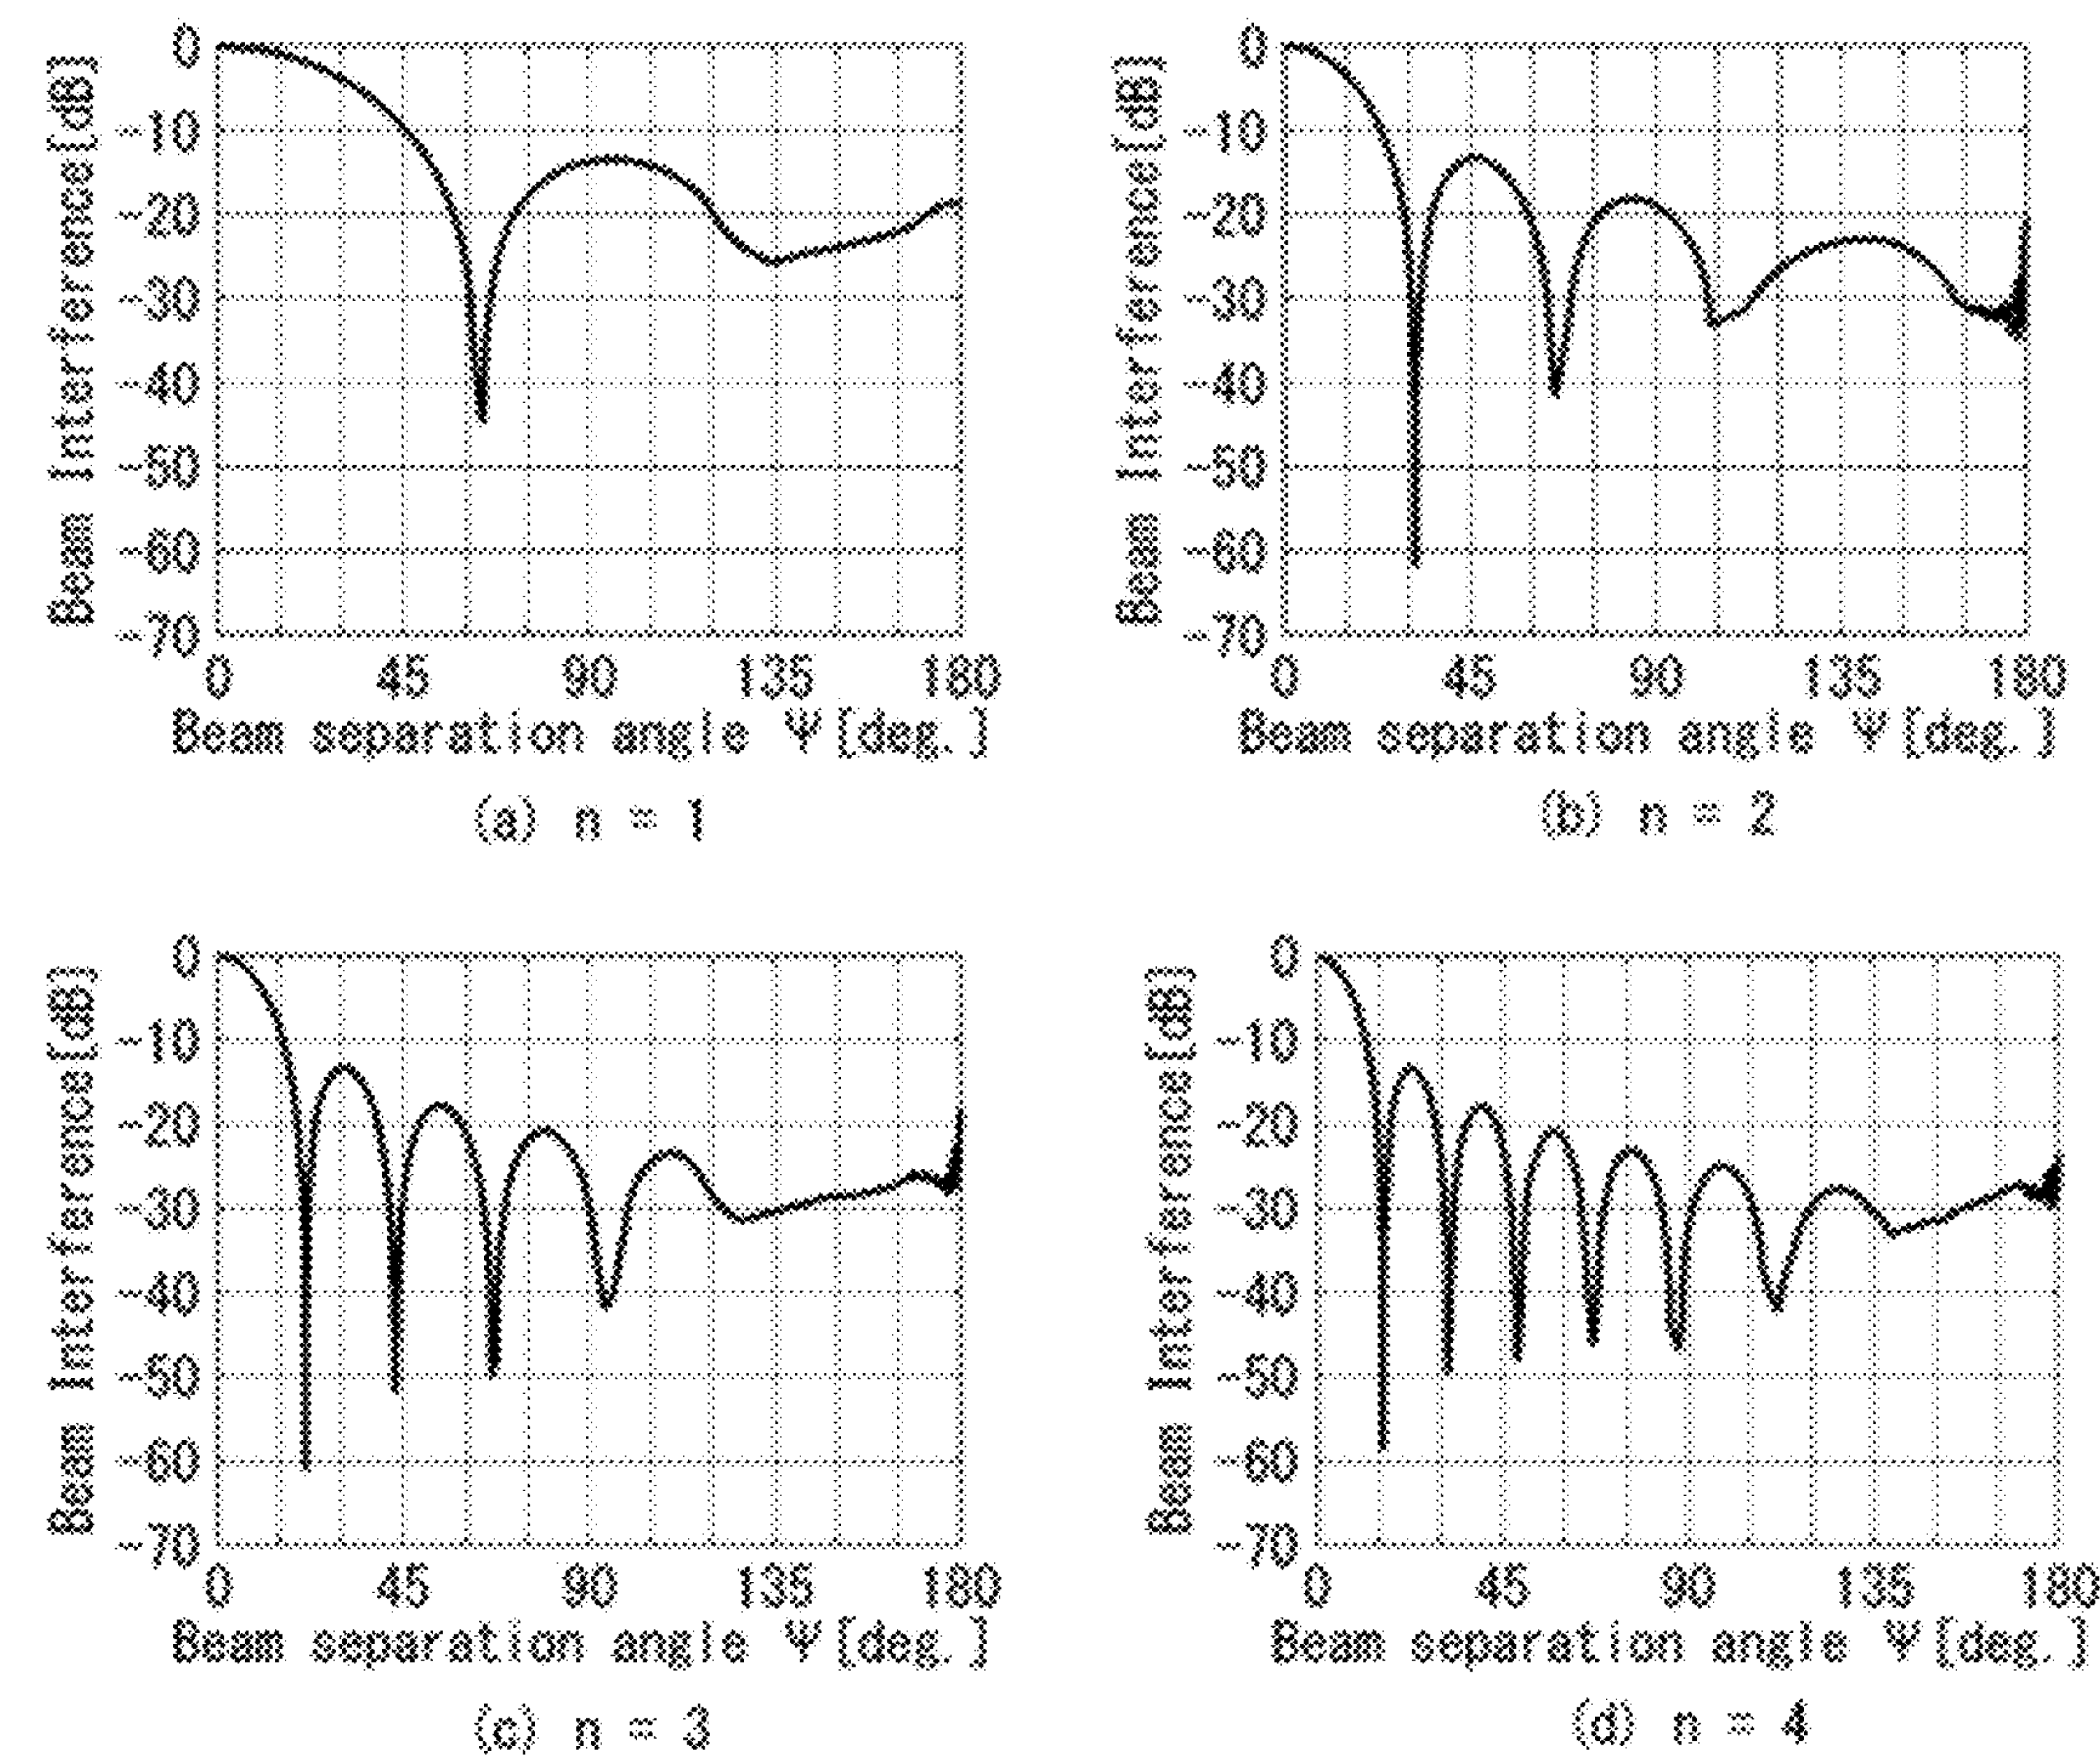 Beam Interference[dB]
0
-10
-20
-30
-40
-50
-60
-70
0 45 90 135 180
Beam separation angle Ψ[deg.]
(a) n = 1
Beam Interference[dB]
0
-10
-20
-30
-40
-50
-60
-70
0 45 90 135 180
Beam separation angle Ψ[deg.]
(b) n = 2
Beam Interference[dB]
0
-10
-20
-30
-40
-50
-60
-70
0 45 90 135 180
Beam separation angle Ψ[deg.]
(c) n = 3
Beam Interference[dB]
0
-10
-20
-30
-40
-50
-60
-70
0 45 90 135 180
Beam separation angle Ψ[deg.]
(d) n = 4